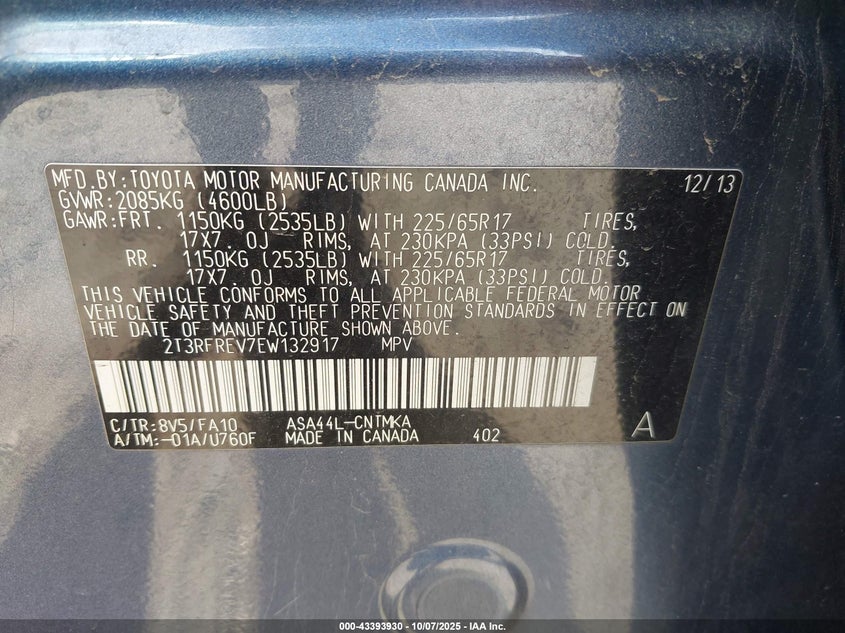 MFD.BY:TOYOTA MOTOR MANUFACTURING CANADA INC. 12/13
GVWR:2085KG (4600LB)
GAWR:FRT. 1150KG (2535LB) WITH 225/65R17 TIRES,
17X7.0J RIMS, AT 230KPA (33PSI) COLD.
RR. 1150KG (2535LB) WITH 225/65R17 TIRES,
17X7.0J RIMS, AT 230KPA (33PSI) COLD.
THIS VEHICLE CONFORMS TO ALL APPLICABLE FEDERAL MOTOR
VEHICLE SAFETY AND THEFT PREVENTION STANDARDS IN EFFECT ON
THE DATE OF MANUFACTURE SHOWN ABOVE.
2T3RFREV7EW132917 MPV
C/TR:8V5/FA10 ASA44L-CNTMKA
A/TM:-01A/U760F MADE IN CANADA 402 A
000-43393930 - 10/07/2025 - IAA Inc.